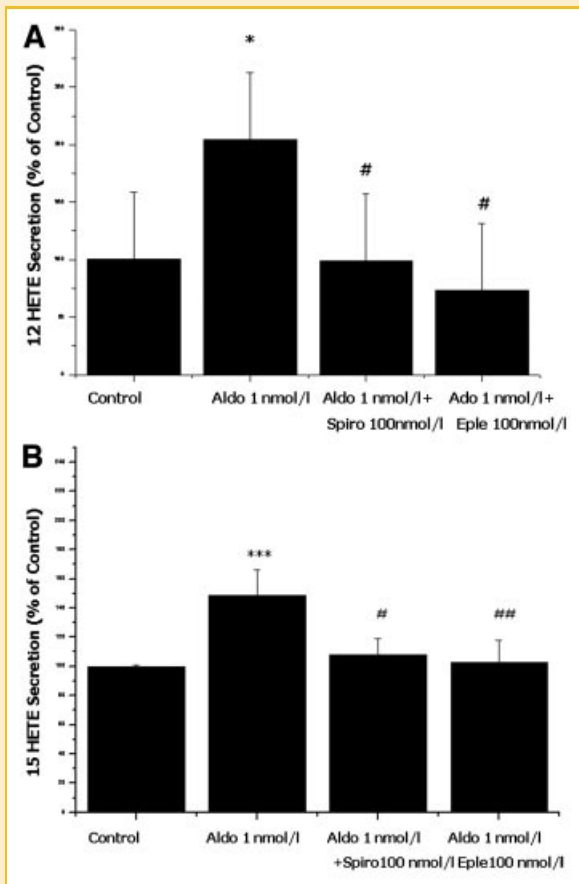 A
12 HETE Secretion (% of Control)
*
#
#
Control
Aldo 1 nmol/l
Aldo 1 nmol/l+
Spiro 100nmol/l
Ado 1 nmol/l+
Eple 100nmol/l
B
15 HETE Secretion (% of Control)
***
#
##
Control
Aldo 1 nmol/l
Aldo 1 nmol/l
+Spiro100 nmol/l
Aldo 1 nmol/l
Eple100 nmol/l